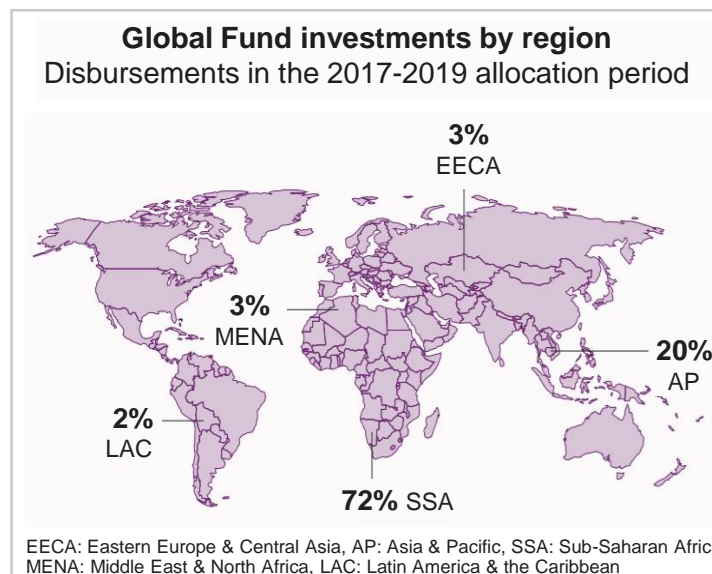 Global Fund investments by region
Disbursements in the 2017-2019 allocation period
3%
EECA
3%
MENA
20%
AP
2%
LAC
72% SSA
EECA: Eastern Europe & Central Asia, AP: Asia & Pacific, SSA: Sub-Saharan Afric
MENA: Middle East & North Africa, LAC: Latin America & the Caribbean